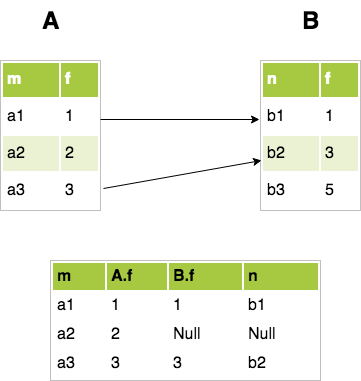 A B
m f n f
a1 1 b1 1
a2 2 b2 3
a3 3 b3 5
m A.f B.f n
a1 1 1 b1
a2 2 Null Null
a3 3 3 b2